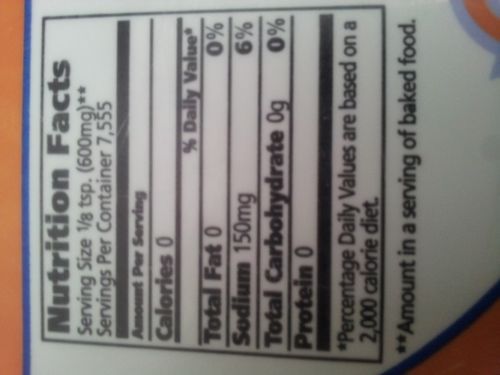 Nutrition Facts
Serving Size 1/8 tsp. (600mg)**
Servings Per Container 7,555
Amount Per Serving
Calories 0
% Daily Value*
Total Fat 0 0%
Sodium 150mg 6%
Total Carbohydrate 0g 0%
Protein 0
*Percentage Daily Values are based on a
2,000 calorie diet.
**Amount in a serving of baked food.